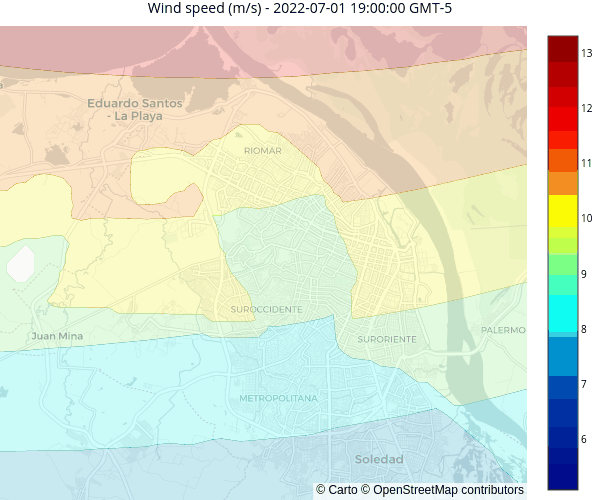 Wind speed (m/s) - 2022-07-01 19:00:00 GMT-5
Eduardo Santos
- La Playa
RIOMAR
SUROCCIDENTE
Juan Mina
SURORIENTE
PALERMO
METROPOLITANA
Soledad
© Carto © OpenStreetMap contributors
13
12
11
10
9
8
7
6